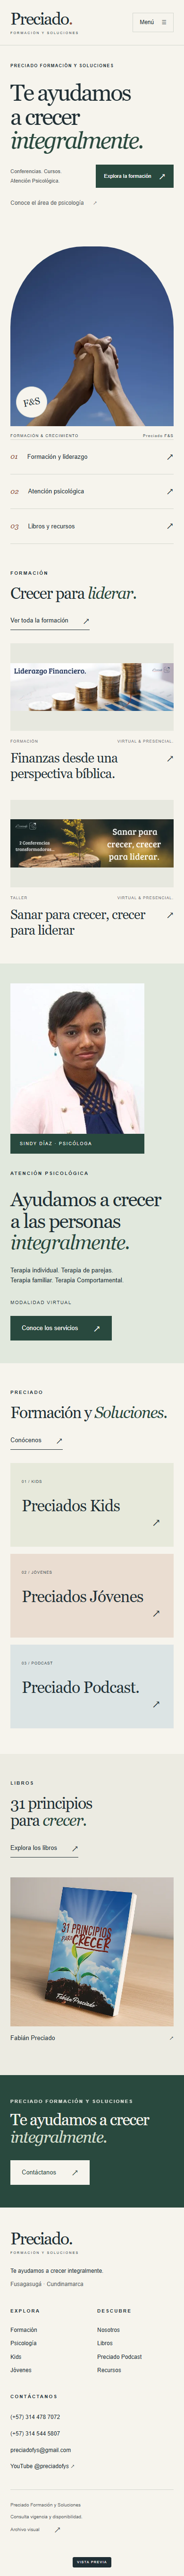 Preciado.
FORMACIÓN Y SOLUCIONES
Menú
PRECIADO FORMACIÓN Y SOLUCIONES
Te ayudamos
a crecer
integralmente.
Conferencias. Cursos.
Atención Psicológica.
Explora la formación
Conoce el área de psicología
F&S
FORMACIÓN & CRECIMIENTO
Preciado F&S
01 Formación y liderazgo
02 Atención psicológica
03 Libros y recursos
FORMACIÓN
Crecer para liderar.
Ver toda la formación
Liderazgo Financiero.
FORMACIÓN
VIRTUAL & PRESENCIAL.
Finanzas desde una
perspectiva bíblica.
3 Conferencias
transformadoras...
Sanar para
crecer, crecer
para liderar.
TALLER
VIRTUAL & PRESENCIAL.
Sanar para crecer, crecer
para liderar
SINDY DÍAZ · PSICÓLOGA
ATENCIÓN PSICOLÓGICA
Ayudamos a crecer
a las personas
integralmente.
Terapia individual. Terapia de parejas.
Terapia familiar. Terapia Comportamental.
MODALIDAD VIRTUAL
Conoce los servicios
PRECIADO
Formación y Soluciones.
Conócenos
01 / KIDS
Preciados Kids
02 / JÓVENES
Preciados Jóvenes
03 / PODCAST
Preciado Podcast.
LIBROS
31 principios
para crecer.
Explora los libros
31 PRINCIPIOS
PARA CRECER
Fabián Preciado
Fabián Preciado
PRECIADO FORMACIÓN Y SOLUCIONES
Te ayudamos a crecer
integralmente.
Contáctanos
Preciado.
FORMACIÓN Y SOLUCIONES
Te ayudamos a crecer integralmente.
Fusagasugá · Cundinamarca
EXPLORA
Formación
Psicología
Kids
Jóvenes
DESCUBRE
Nosotros
Libros
Preciado Podcast
Recursos
CONTÁCTANOS
(+57) 314 478 7072
(+57) 314 544 5807
preciadofys@gmail.com
YouTube @preciadofys
Preciado Formación y Soluciones
Consulta vigencia y disponibilidad.
Archivo visual
VISTA PREVIA